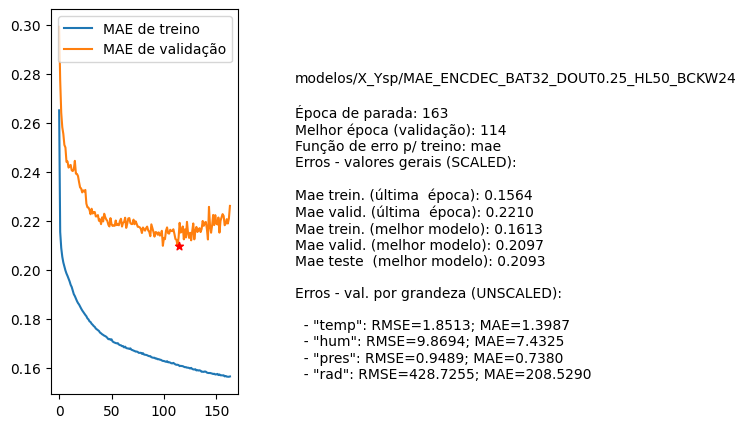 0.30
0.28
0.26
0.24
0.22
0.20
0.18
0.16
0
50
100
150
MAE de treino
MAE de validação
modelos/X_Ysp/MAE_ENCDEC_BAT32_DOUT0.25_HL50_BCKW24
Época de parada: 163
Melhor época (validação): 114
Função de erro p/ treino: mae
Erros - valores gerais (SCALED):
Mae trein. (última  época): 0.1564
Mae valid. (última  época): 0.2210
Mae trein. (melhor modelo): 0.1613
Mae valid. (melhor modelo): 0.2097
Mae teste  (melhor modelo): 0.2093
Erros - val. por grandeza (UNSCALED):
- "temp": RMSE=1.8513; MAE=1.3987
- "hum": RMSE=9.8694; MAE=7.4325
- "pres": RMSE=0.9489; MAE=0.7380
- "rad": RMSE=428.7255; MAE=208.5290